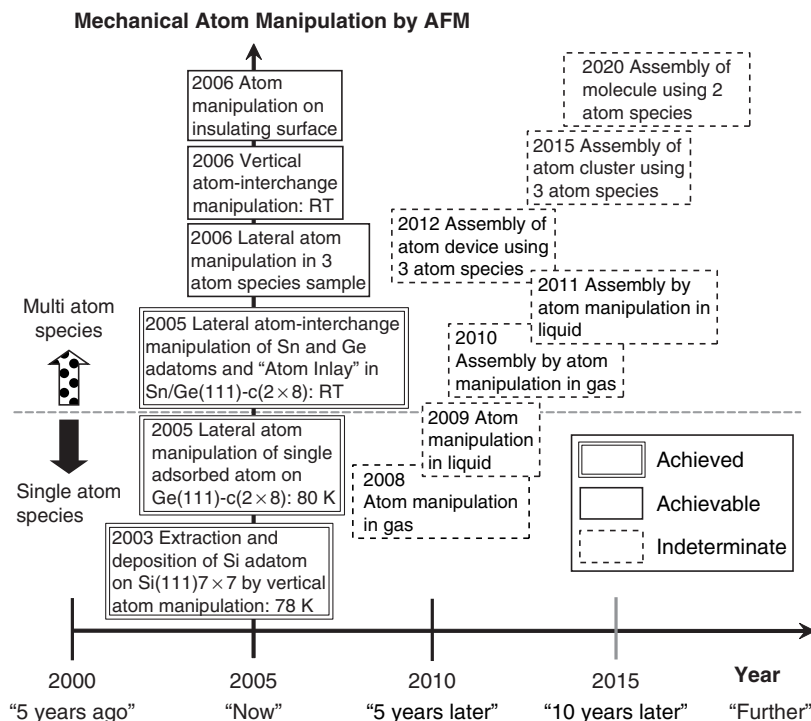 Mechanical Atom Manipulation by AFM
2006 Atom
manipulation on
insulating surface
2006 Vertical
atom-interchange
manipulation: RT
2006 Lateral atom
manipulation in 3
atom species sample
2005 Lateral atom-interchange
manipulation of Sn and Ge
adatoms and “Atom Inlay” in
Sn/Ge(111)-c(2×8): RT
2005 Lateral atom
manipulation of single
adsorbed atom on
Ge(111)-c(2×8): 80 K
2003 Extraction and
deposition of Si adatom
on Si(111)7×7 by vertical
atom manipulation: 78 K
2020 Assembly of
molecule using 2
atom species
2015 Assembly of
atom cluster using
3 atom species
2012 Assembly of
atom device using
3 atom species
2011 Assembly by
atom manipulation in
liquid
2010
Assembly by atom
manipulation in gas
2009 Atom
manipulation
in liquid
2008
Atom manipulation
in gas
Multi atom
species
Single atom
species
Achieved
Achievable
Indeterminate
2000
2005
2010
2015
Year
“5 years ago”
“Now”
“5 years later”
“10 years later”
“Further”